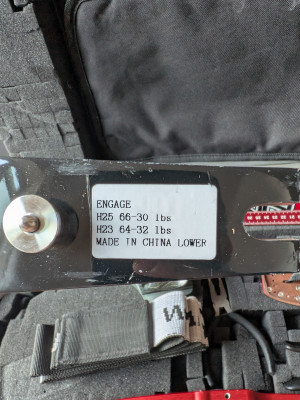 ENGAGE
H25 66-30 lbs
H23 64-32 lbs
MADE IN CHINA LOWER